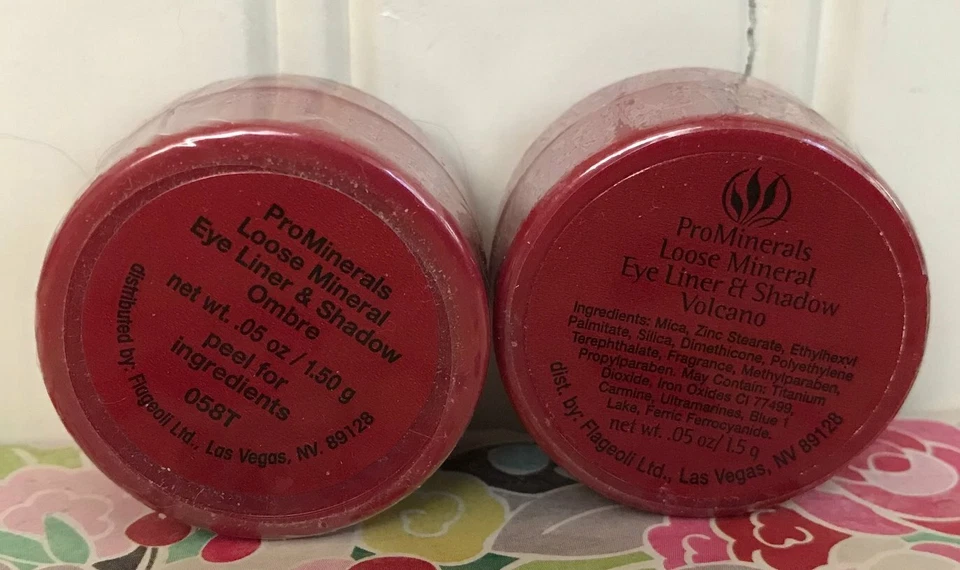 ProMinerals
Loose Mineral
Eye Liner & Shadow
Ombre
net wt. .05 oz / 1.50 g
peel for
ingredients
058T
distribured by: Flageoli Ltd., Las Vegas, NV. 89128
ProMinerals
Loose Mineral
Eye Liner & Shadow
Volcano
Ingredients: Mica, Zinc Stearate, Ethylhexyl
Palmitate, Silica, Dimethicone, Polyethylene
Terephthalate, Fragrance, Methylparaben,
Propylparaben. May Contain: Titanium
Dioxide, Iron Oxides CI 77499,
Carmine, Ultramarines, Blue 1
Lake, Ferric Ferrocyanide.
net wt. .05 oz/ 1.5 g
dist. by: Flageoli Ltd., Las Vegas, NV 89128